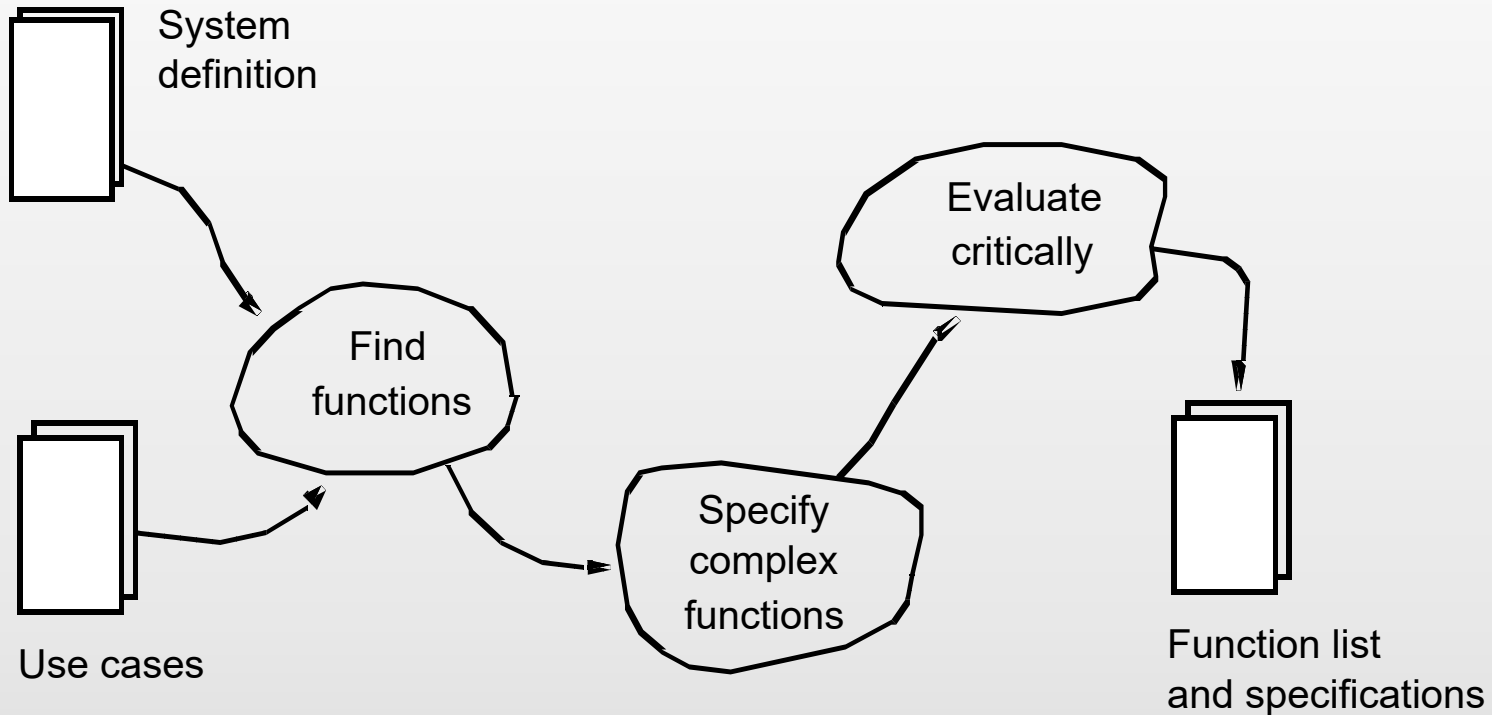 System
definition
Evaluate
critically
Find
functions
Specify
complex
functions
Use cases
Function list
and specifications